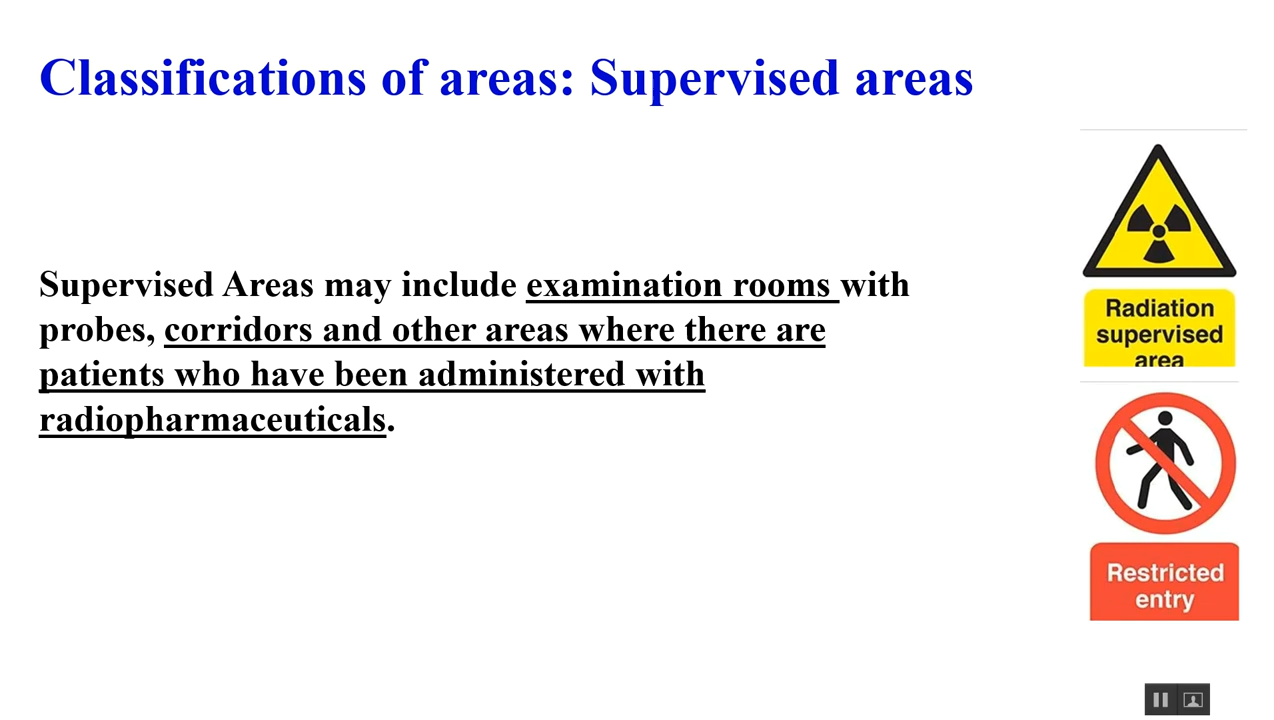 Classifications of areas: Supervised areas
Supervised Areas may include examination rooms with
probes, corridors and other areas where there are
patients who have been administered with
radiopharmaceuticals.
Radiation
supervised
area
Restricted
entry